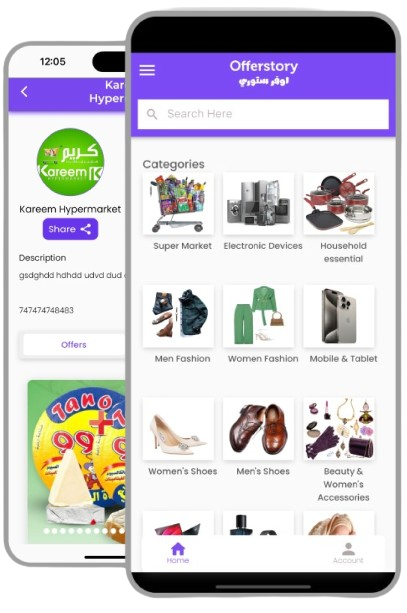 12:05
Kar
Hyper
كريم
Kareem
Kareem Hypermarket
Share
Description
gsdghdd hdhdd udvd dud
747474748483
Offers
TANO
Offerstory
اوفر ستوري
Search Here
Categories
Super Market
Electronic Devices
Household
essential
Men Fashion
Women Fashion
Mobile & Tablet
Women's Shoes
Men's Shoes
Beauty &
Women's
Accessories
Home
Account